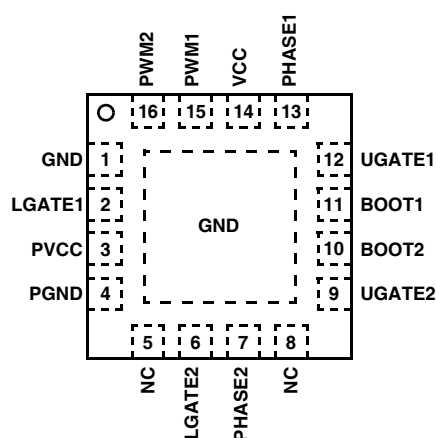 PWM2
PWM1
VCC
PHASE1
16
15
14
13
GND 1
12 UGATE1
LGATE1 2
11 BOOT1
GND
PVCC 3
10 BOOT2
PGND 4
9 UGATE2
5
6
7
8
NC
LGATE2
PHASE2
NC